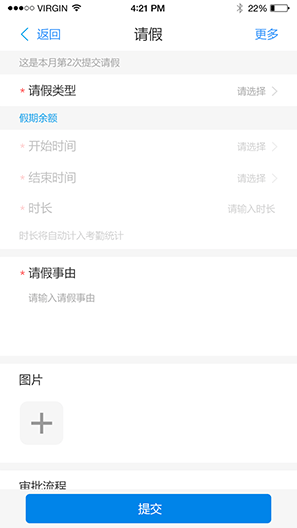 ●●●○○ VIRGIN 4:21 PM 22%
返回 请假 更多
这是本月第2次提交请假
* 请假类型 请选择
假期余额
* 开始时间 请选择
* 结束时间 请选择
* 时长 请输入时长
时长将自动计入考勤统计
* 请假事由
请输入请假事由
图片
审批流程
提交